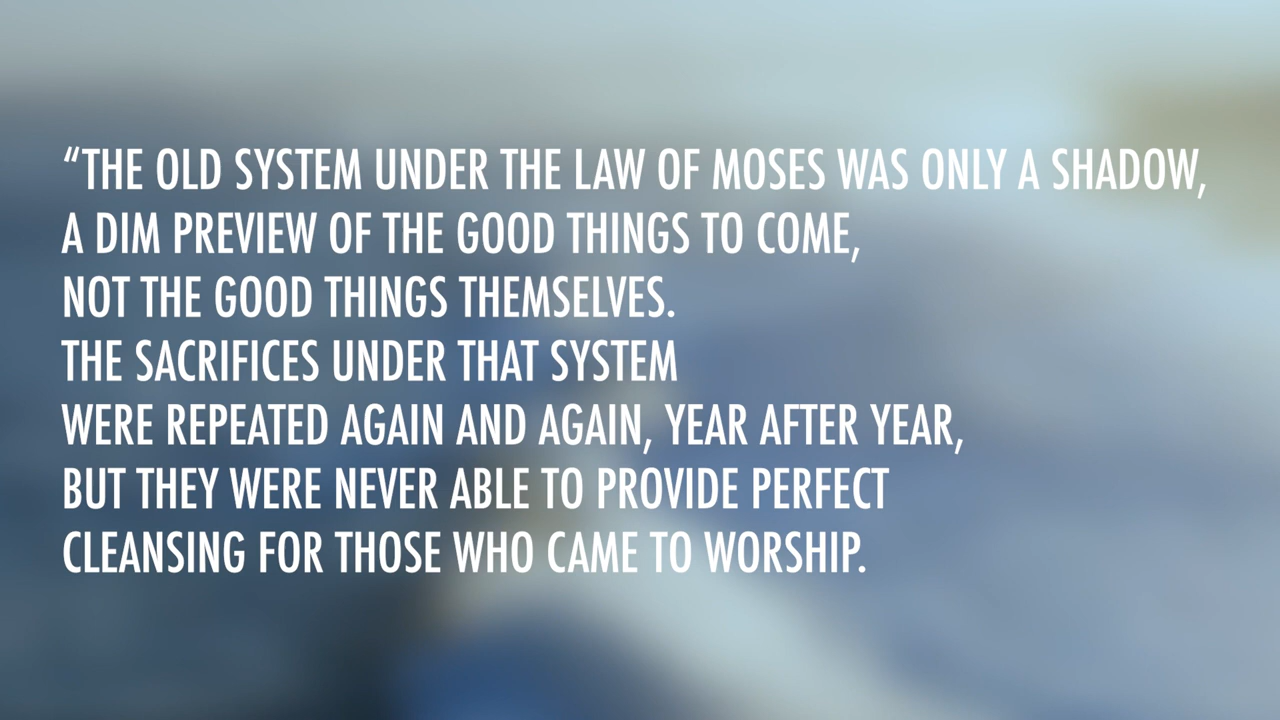 “THE OLD SYSTEM UNDER THE LAW OF MOSES WAS ONLY A SHADOW,
A DIM PREVIEW OF THE GOOD THINGS TO COME,
NOT THE GOOD THINGS THEMSELVES.
THE SACRIFICES UNDER THAT SYSTEM
WERE REPEATED AGAIN AND AGAIN, YEAR AFTER YEAR,
BUT THEY WERE NEVER ABLE TO PROVIDE PERFECT
CLEANSING FOR THOSE WHO CAME TO WORSHIP.